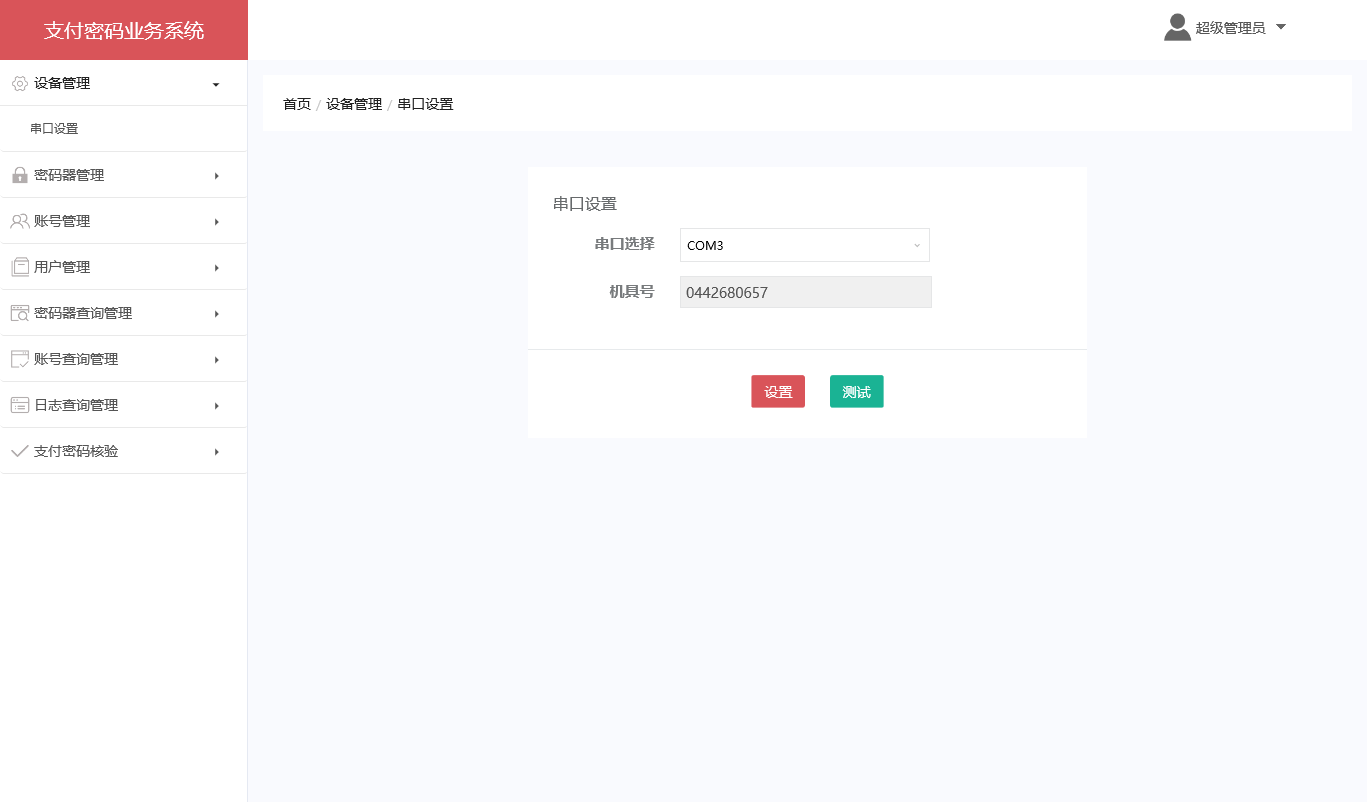 支付密码业务系统
超级管理员
设备管理
串口设置
密码器管理
账号管理
用户管理
密码器查询管理
账号查询管理
日志查询管理
支付密码核验
首页 / 设备管理 / 串口设置
串口设置
串口选择 COM3
机具号 0442680657
设置 测试